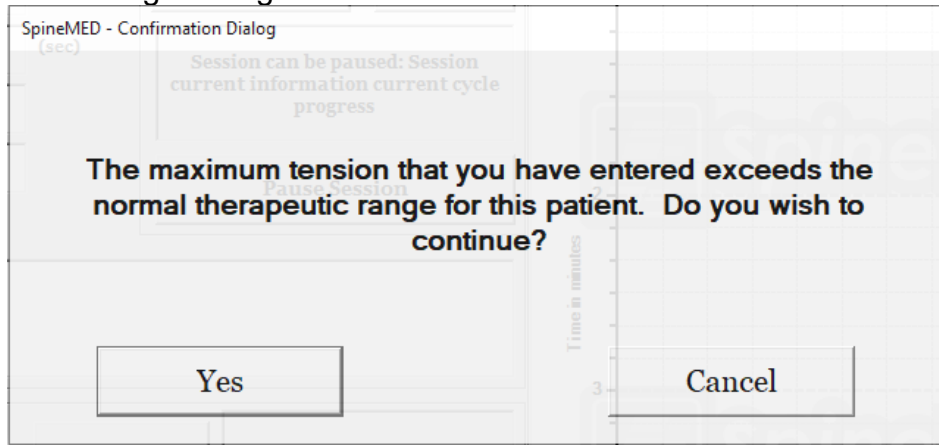 SpineMED - Confirmation Dialog
(sec)
Session can be paused: Session
current information current cycle
progress
The maximum tension that you have entered exceeds the
Pause Session
2
normal therapeutic range for this patient.  Do you wish to
continue?
Time in minutes
Yes
Cancel
3